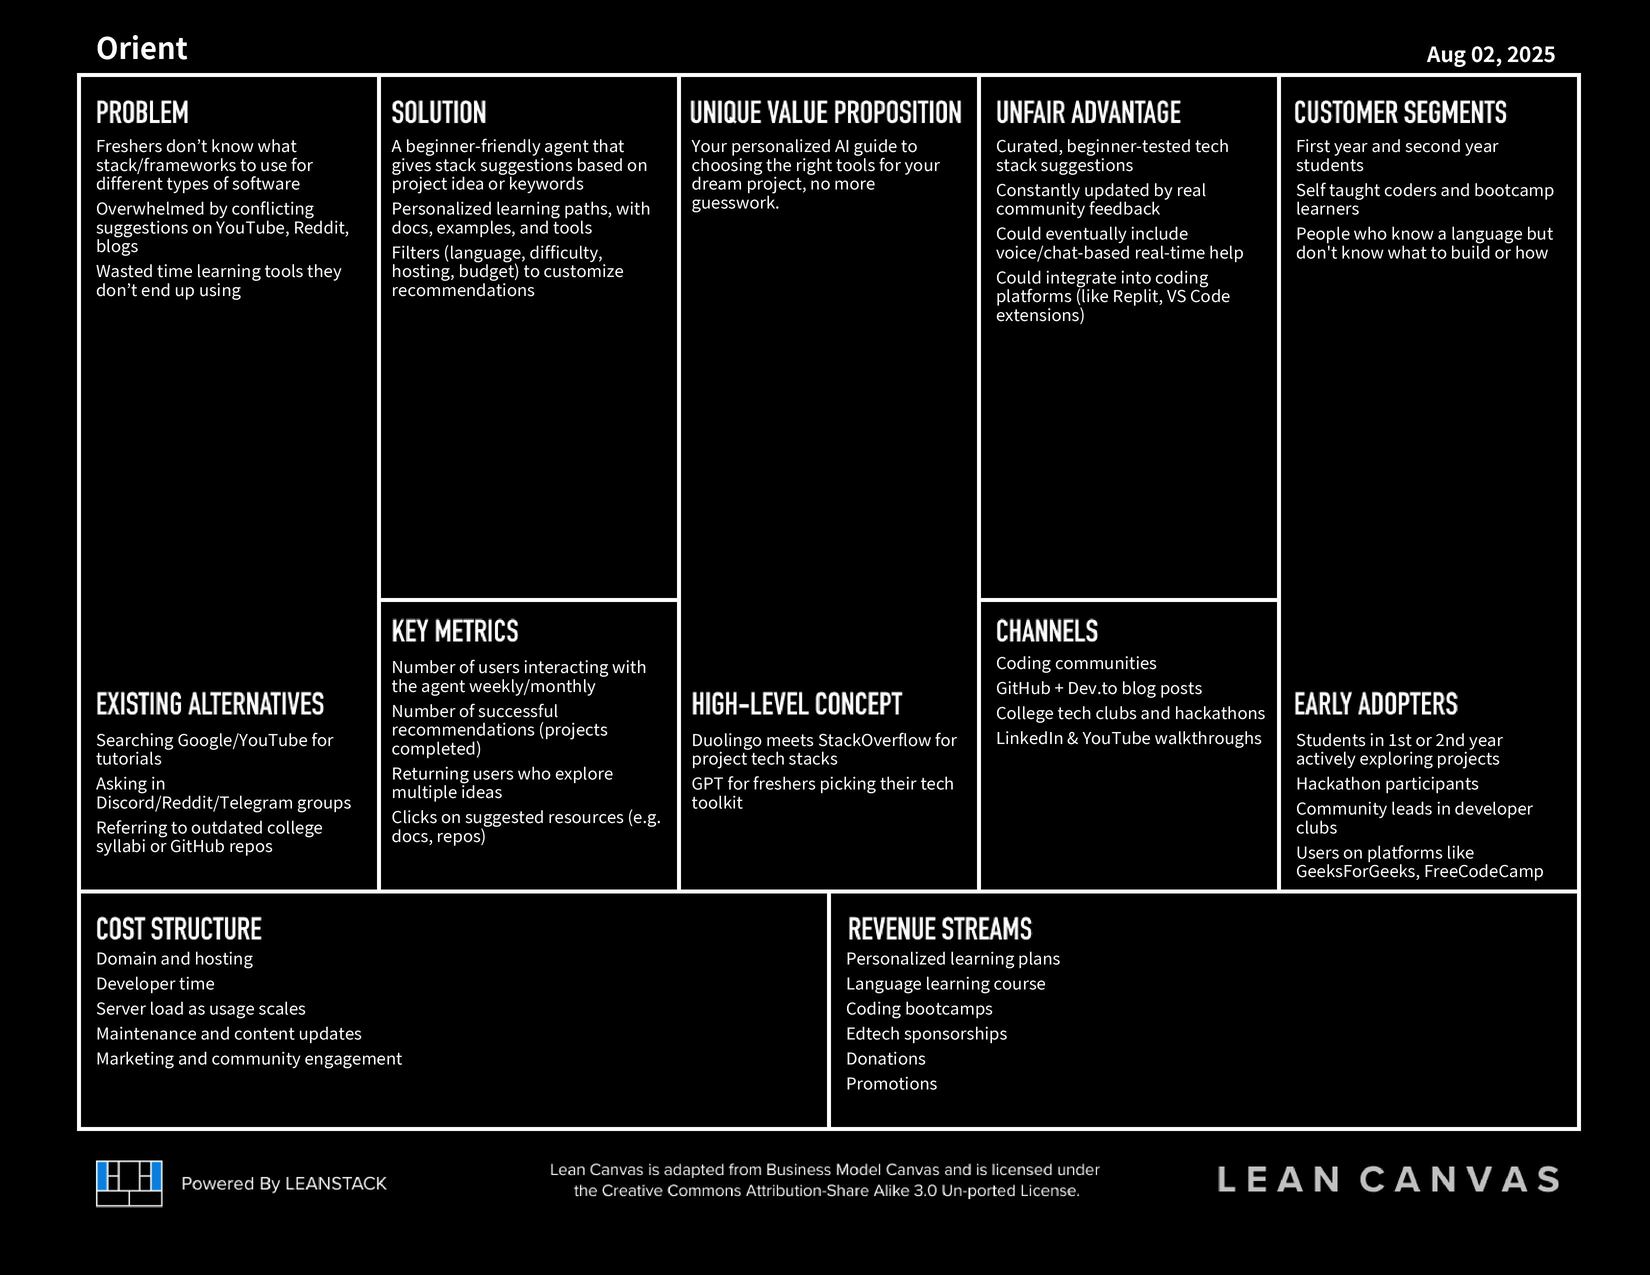 Orient
Aug 02, 2025
PROBLEM
Freshers don’t know what
stack/frameworks to use for
different types of software
Overwhelmed by conflicting
suggestions on YouTube, Reddit,
blogs
Wasted time learning tools they
don’t end up using
EXISTING ALTERNATIVES
Searching Google/YouTube for
tutorials
Asking in
Discord/Reddit/Telegram groups
Referring to outdated college
syllabi or GitHub repos
SOLUTION
A beginner-friendly agent that
gives stack suggestions based on
project idea or keywords
Personalized learning paths, with
docs, examples, and tools
Filters (language, difficulty,
hosting, budget) to customize
recommendations
KEY METRICS
Number of users interacting with
the agent weekly/monthly
Number of successful
recommendations (projects
completed)
Returning users who explore
multiple ideas
Clicks on suggested resources (e.g.
docs, repos)
UNIQUE VALUE PROPOSITION
Your personalized AI guide to
choosing the right tools for your
dream project, no more
guesswork.
HIGH-LEVEL CONCEPT
Duolingo meets StackOverflow for
project tech stacks
GPT for freshers picking their tech
toolkit
UNFAIR ADVANTAGE
Curated, beginner-tested tech
stack suggestions
Constantly updated by real
community feedback
Could eventually include
voice/chat-based real-time help
Could integrate into coding
platforms (like Replit, VS Code
extensions)
CHANNELS
Coding communities
GitHub + Dev.to blog posts
College tech clubs and hackathons
LinkedIn & YouTube walkthroughs
CUSTOMER SEGMENTS
First year and second year
students
Self taught coders and bootcamp
learners
People who know a language but
don't know what to build or how
EARLY ADOPTERS
Students in 1st or 2nd year
actively exploring projects
Hackathon participants
Community leads in developer
clubs
Users on platforms like
GeeksForGeeks, FreeCodeCamp
COST STRUCTURE
Domain and hosting
Developer time
Server load as usage scales
Maintenance and content updates
Marketing and community engagement
REVENUE STREAMS
Personalized learning plans
Language learning course
Coding bootcamps
Edtech sponsorships
Donations
Promotions
Powered By LEANSTACK
Lean Canvas is adapted from Business Model Canvas and is licensed under
the Creative Commons Attribution-Share Alike 3.0 Un-ported License.
LEAN CANVAS